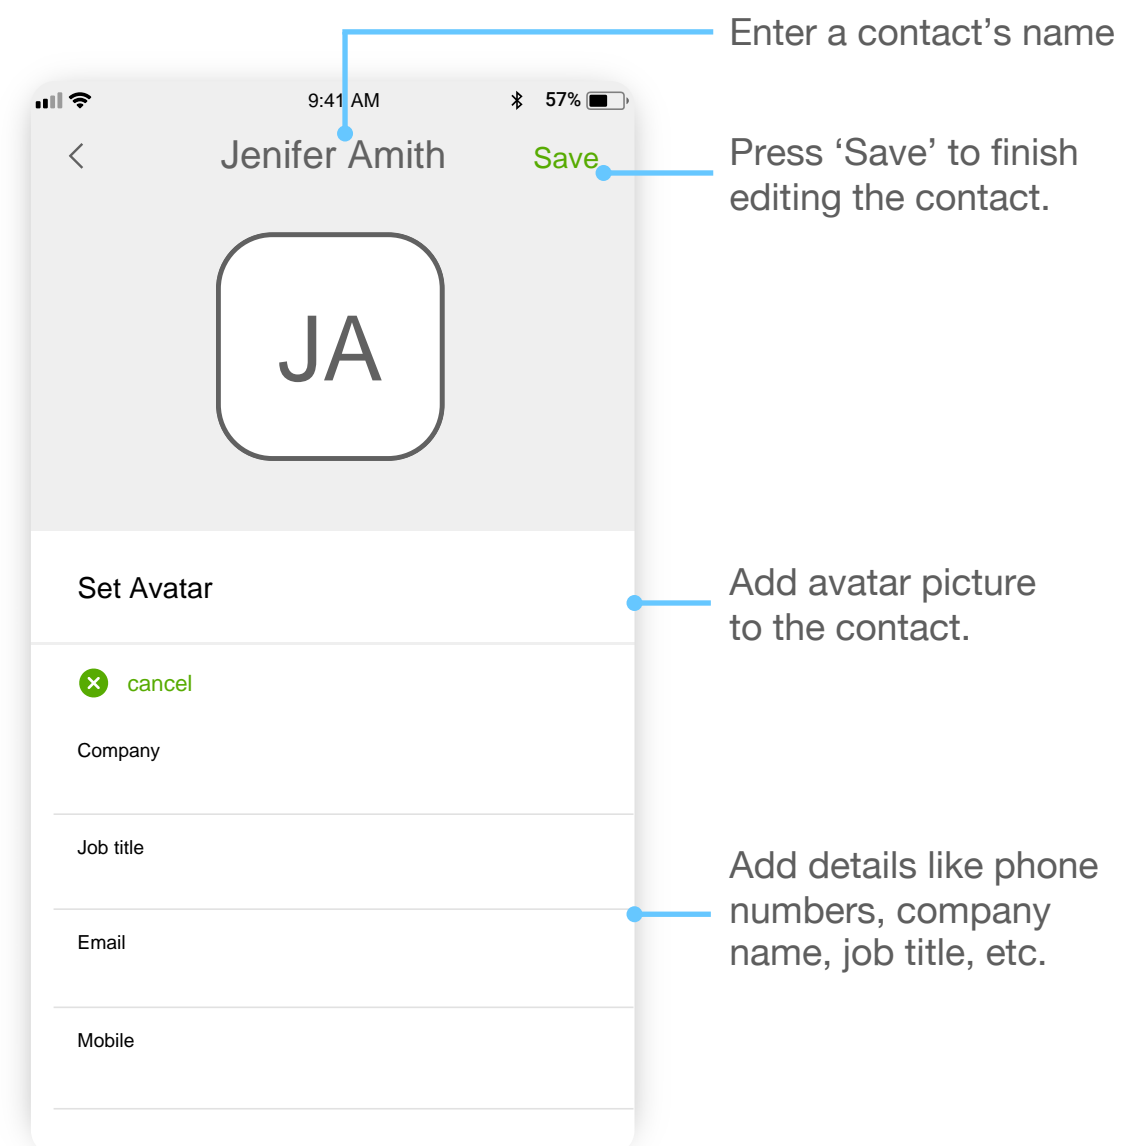 Enter a contact’s name
9:41 AM
57%
Jenifer Amith
Save
Press ‘Save’ to finish
editing the contact.
JA
Set Avatar
Add avatar picture
to the contact.
cancel
Company
Job title
Add details like phone
numbers, company
name, job title, etc.
Email
Mobile